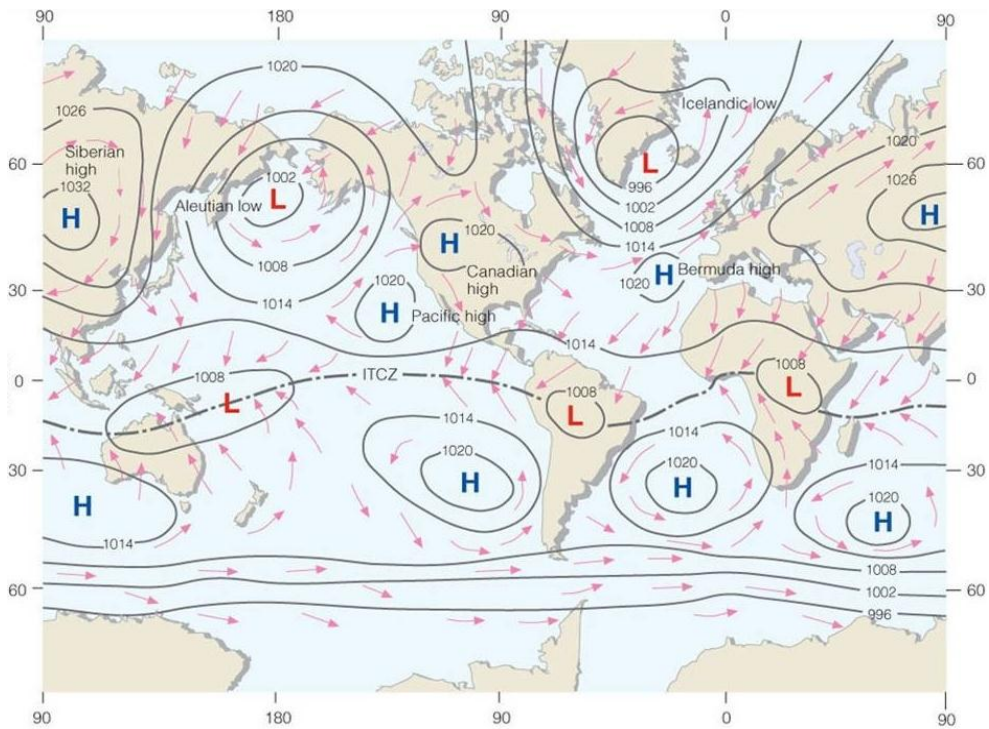 90
180
90
0
90
1020
1026
Siberian
high
1032
H
60
Aleutian low
1002
L
1008
1014
Icelandic low
L
996
1002
1008
1014
1020
1026
H
60
1020
H
Canadian
high
H
1020
Bermuda high
1020
H
Pacific high
30
30
1014
0
1008
L
ITCZ
1008
L
1008
L
0
1014
1020
H
1014
1020
H
30
30
1014
1020
H
H
1014
60
1008
1002
996
60
90
180
90
0
90